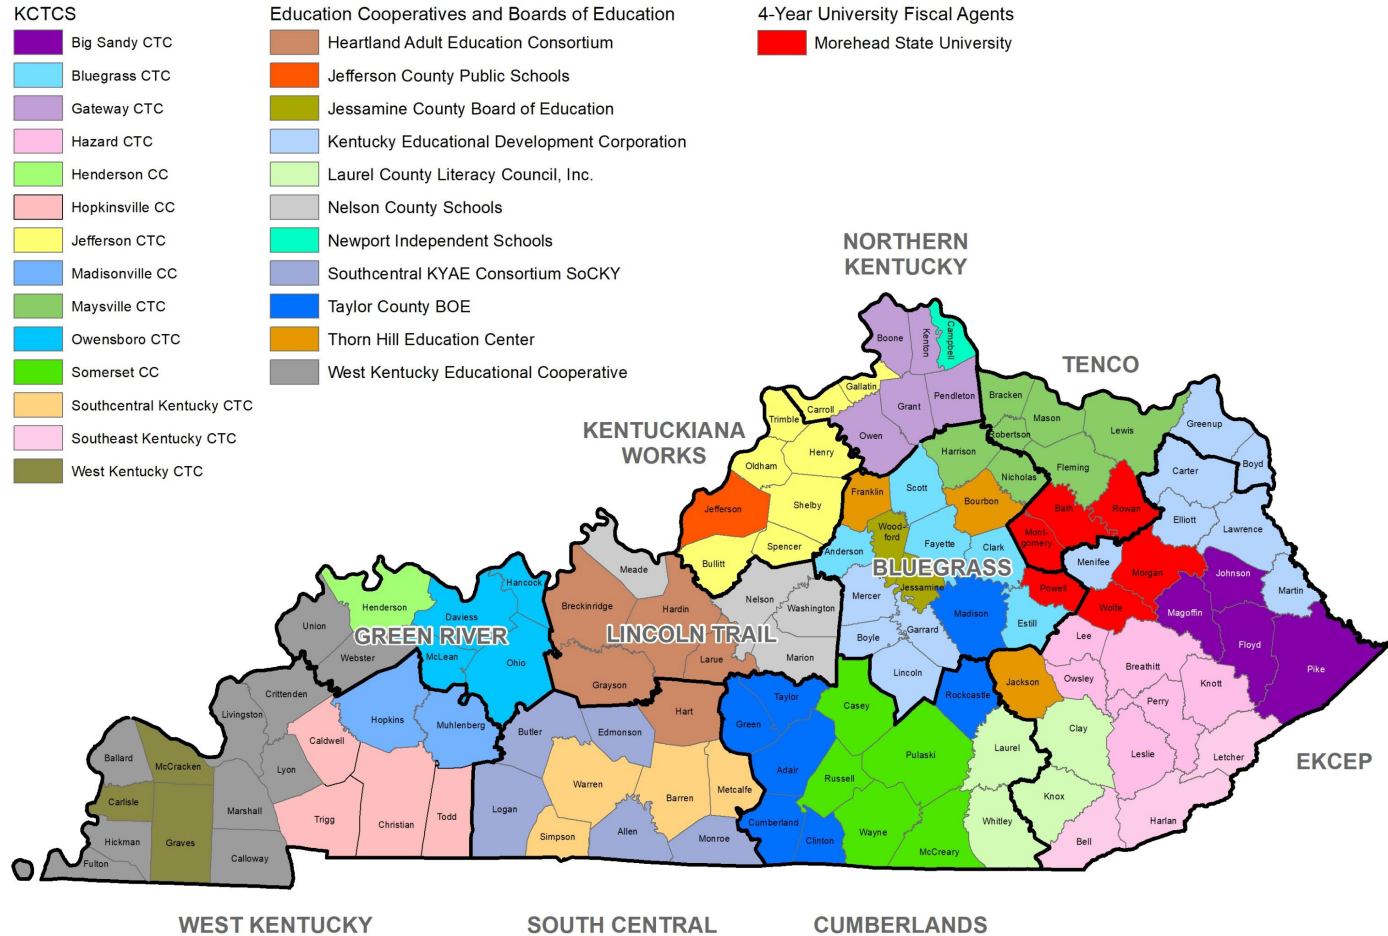 KCTCS
Big Sandy CTC
Bluegrass CTC
Gateway CTC
Hazard CTC
Henderson CC
Hopkinsville CC
Jefferson CTC
Madisonville CC
Maysville CTC
Owensboro CTC
Somerset CC
Southcentral Kentucky CTC
Southeast Kentucky CTC
West Kentucky CTC
Education Cooperatives and Boards of Education
Heartland Adult Education Consortium
Jefferson County Public Schools
Jessamine County Board of Education
Kentucky Educational Development Corporation
Laurel County Literacy Council, Inc.
Nelson County Schools
Newport Independent Schools
Southcentral KYAE Consortium SoCKY
Taylor County BOE
Thorn Hill Education Center
West Kentucky Educational Cooperative
4-Year University Fiscal Agents
Morehead State University
NORTHERN
KENTUCKY
Boone
Kenton
Campbell
Gallatin
Carroll
Grant
Pendleton
Owen
TENCO
Bracken
Mason
Robertson
Lewis
Fleming
Greenup
Boyd
Carter
Elliott
Lawrence
Bath
Rowan
Mont-
gomery
Menifee
Morgan
Johnson
Martin
Powell
Wolfe
Magoffin
Floyd
Pike
KENTUCKIANA
WORKS
Trimble
Henry
Oldham
Shelby
Jefferson
Spencer
Bullitt
Harrison
Nicholas
Scott
Franklin
Bourbon
Wood-
ford
Fayette
Clark
Anderson
BLUEGRASS
Jessamine
Mercer
Madison
Estill
Boyle
Garrard
Lincoln
Meade
Breckinridge
Hardin
Nelson
Washington
LINCOLN TRAIL
Larue
Marion
Grayson
Hancock
Henderson
Daviess
Union
GREEN RIVER
Webster
McLean
Ohio
Lee
Breathitt
Jackson
Owsley
Knott
Perry
Clay
Leslie
Letcher
Knox
Harlan
Bell
EKCEP
Rockcastle
Taylor
Casey
Green
Pulaski
Laurel
Adair
Russell
Cumberland
Clinton
Wayne
McCreary
Whitley
Hart
Butler
Edmonson
Warren
Barren
Metcalfe
Logan
Simpson
Allen
Monroe
Crittenden
Livingston
Hopkins
Muhlenberg
Caldwell
Ballard
McCracken
Lyon
Carlisle
Marshall
Trigg
Christian
Todd
Hickman
Graves
Calloway
Fulton
WEST KENTUCKY
SOUTH CENTRAL
CUMBERLANDS